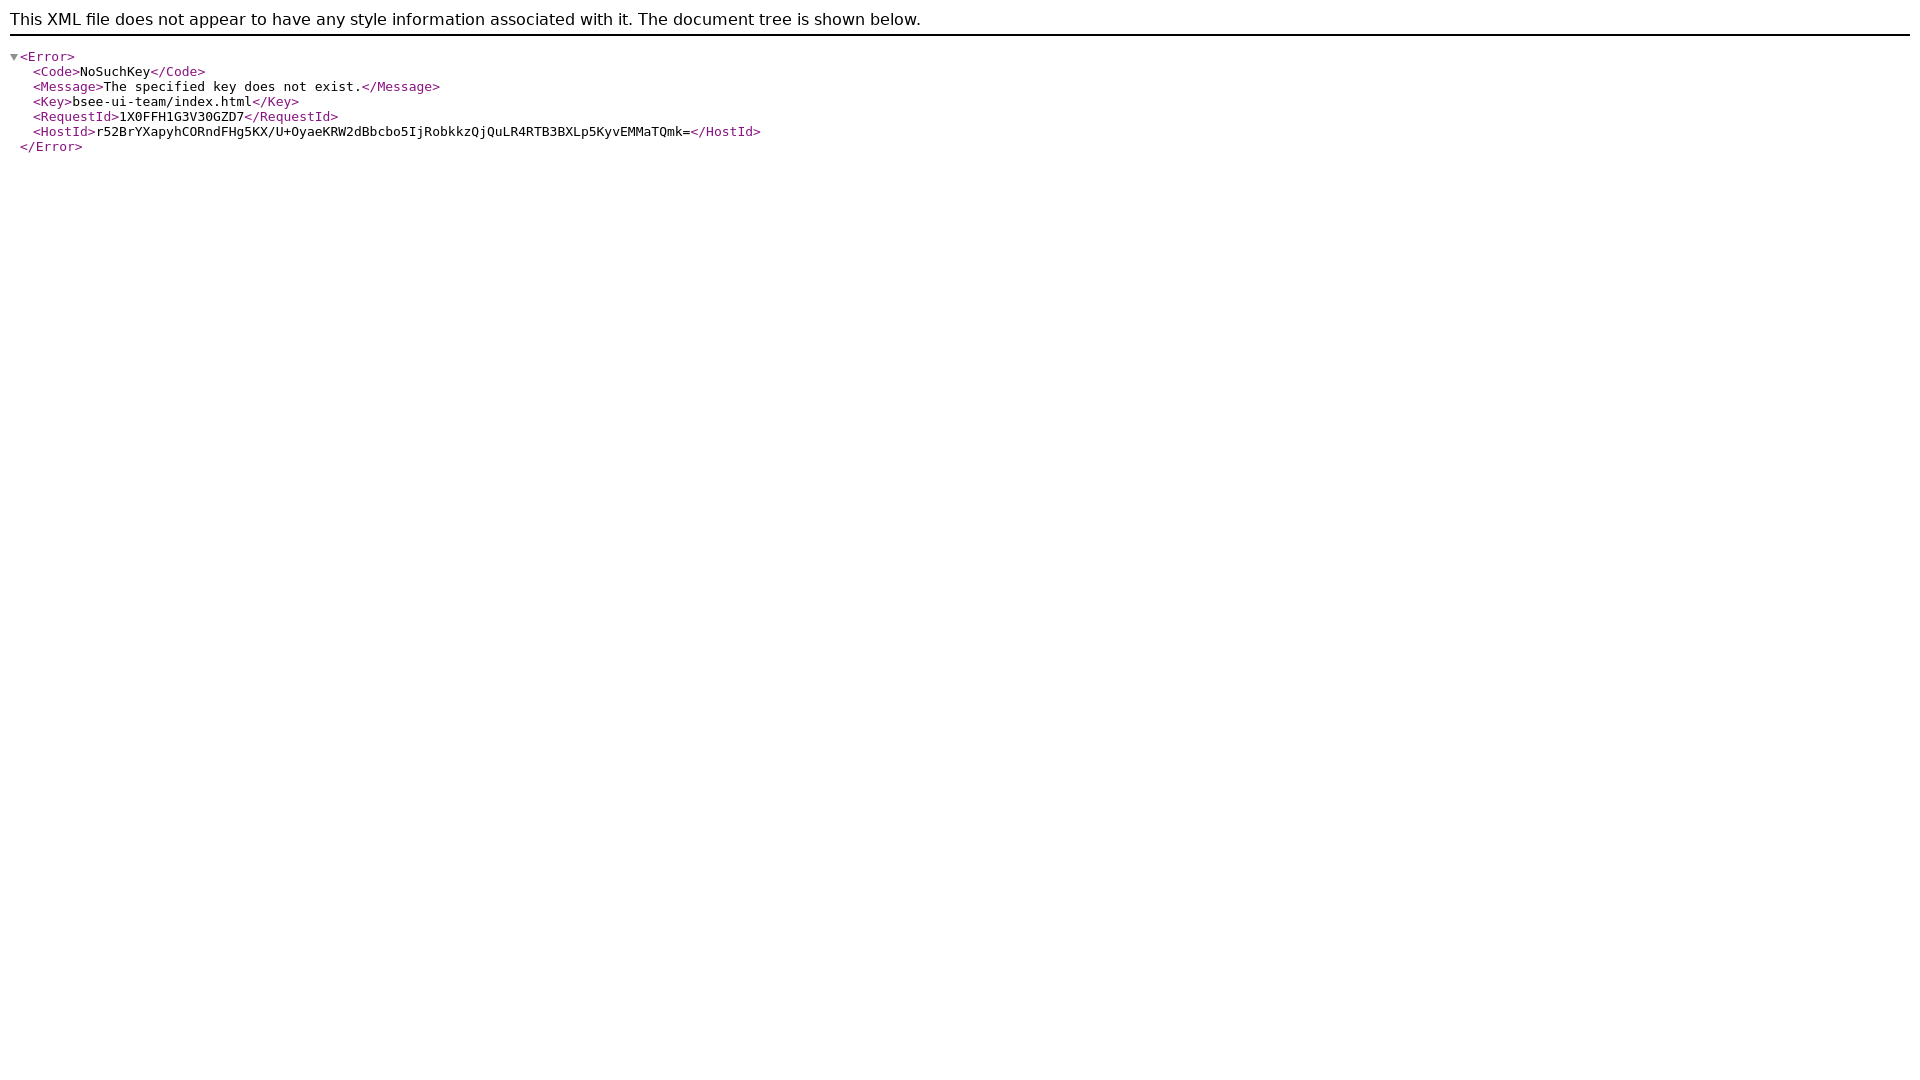 This XML file does not appear to have any style information associated with it. The document tree is shown below.
<Error>
<Code>NoSuchKey</Code>
<Message>The specified key does not exist.</Message>
<Key>bsee-ui-team/index.html</Key>
<RequestId>1X0FFH1G3V30GZD7</RequestId>
<HostId>r52BrYXapyhCORndFHg5KX/U+OyaeKRW2dBbcbo5IjRobkkzQjQuLR4RTB3BXLp5KyvEMMaTQmk=</HostId>
</Error>